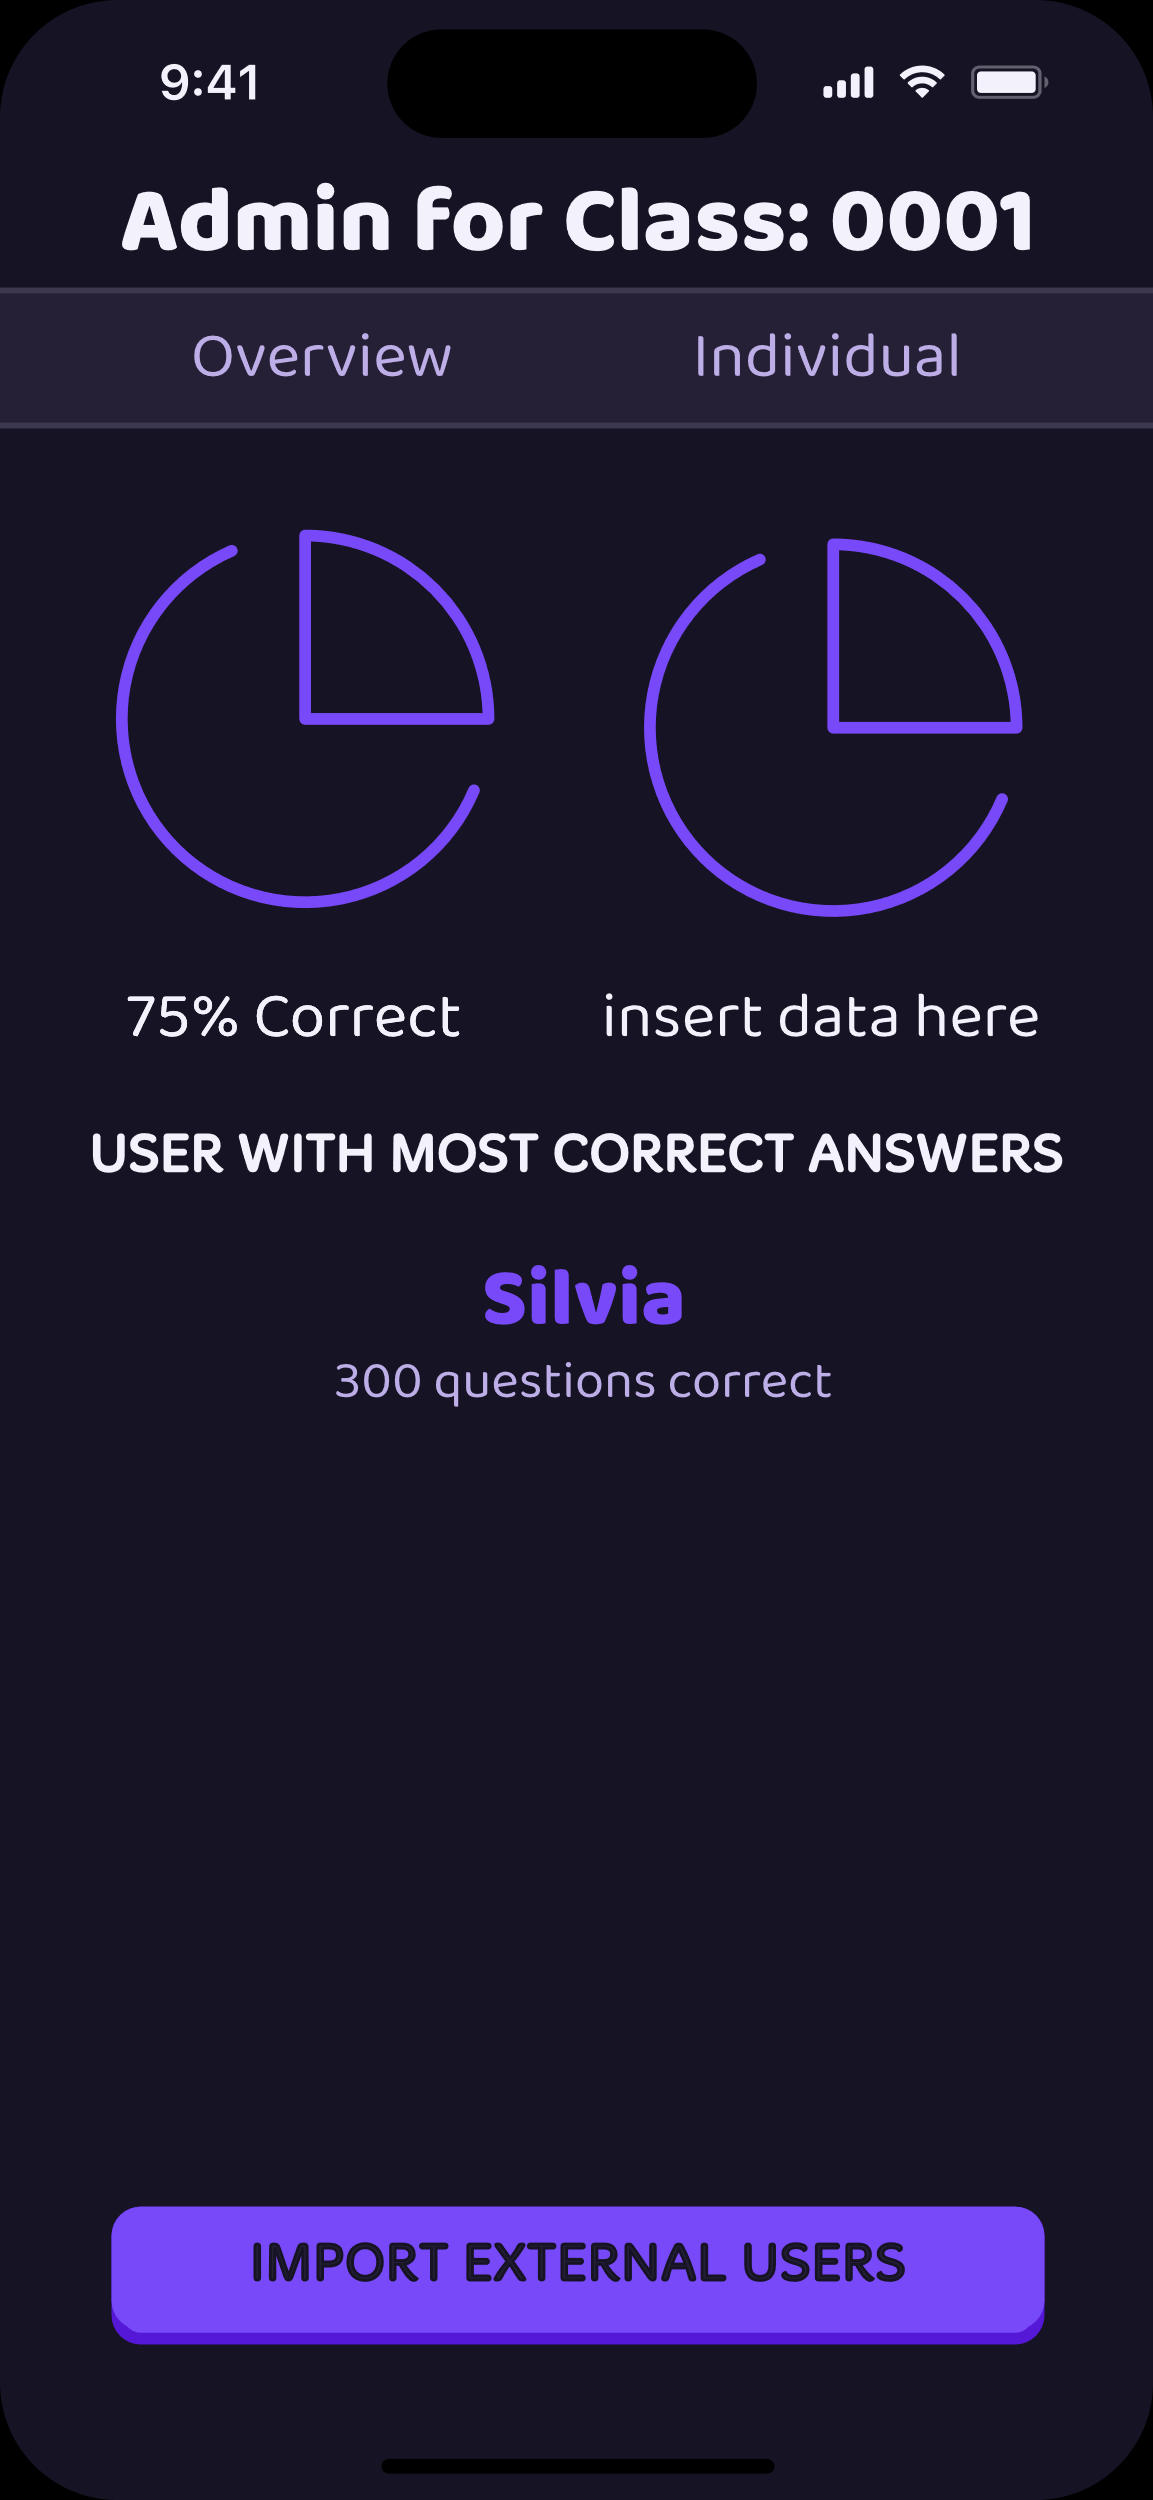 9:41
Admin for Class: 0001
Overview Individual
75% Correct insert data here
USER WITH MOST CORRECT ANSWERS
Silvia
300 questions correct
IMPORT EXTERNAL USERS